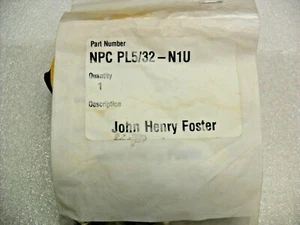 Part Number
NPC PL5/32-N1U
Quantity
1
Description
John Henry Foster